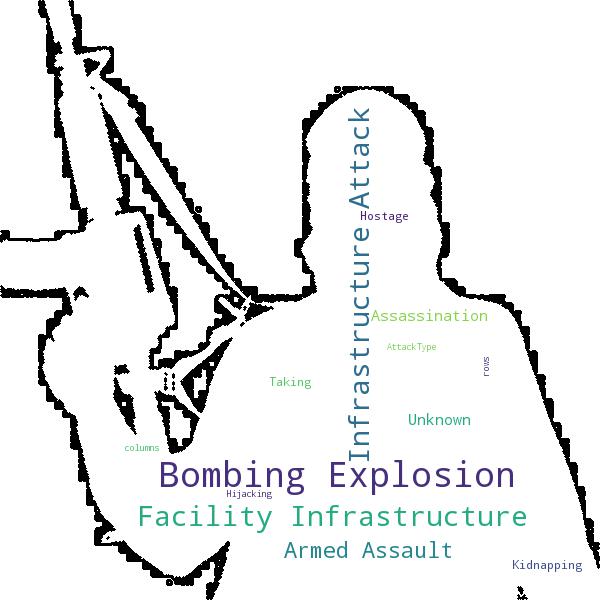 Infrastructure Attack
Hostage
Assassination
AttackType
rows
Taking
Unknown
columns
Bombing Explosion
Hijacking
Facility Infrastructure
Armed Assault
Kidnapping